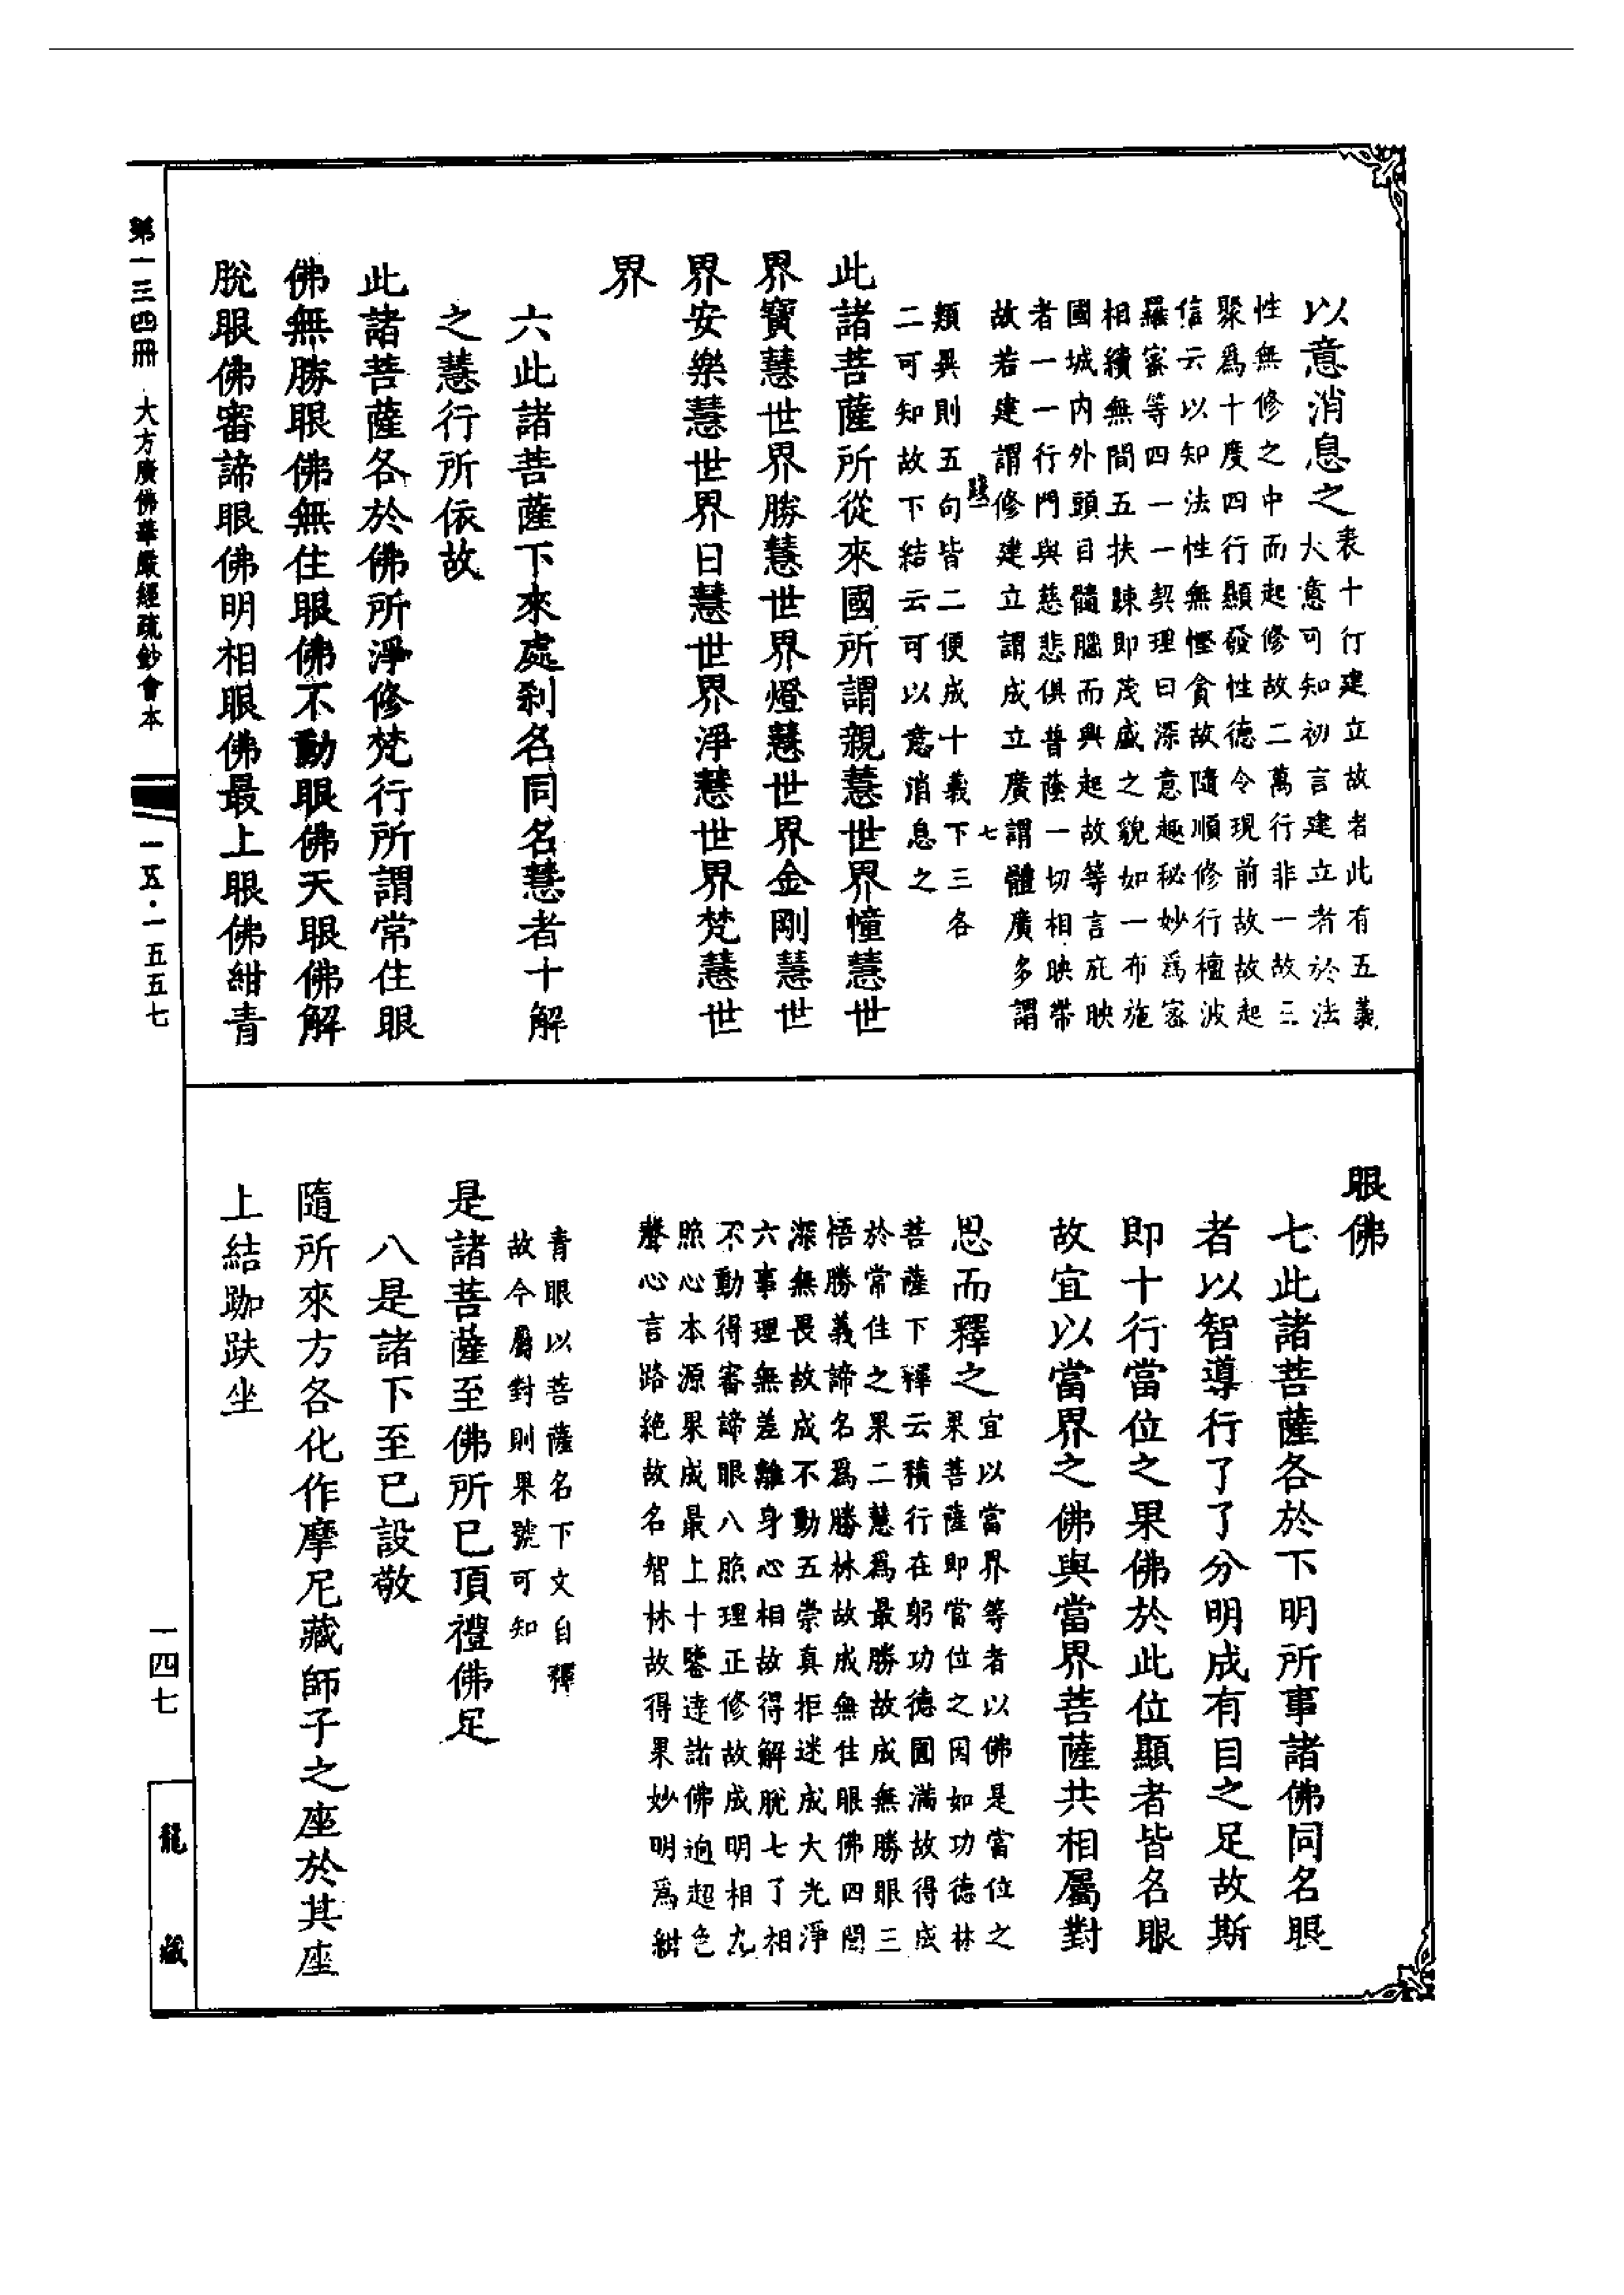 以意消息之
表十行建立故者此有五義
大意可知初言建立者於法
性無修之中而起修故二萬行非一故三
聚爲十度四行顯發性德令現前故故起
信云以知法性無慳貪故隨順修行檀波
羅蜜等四一一契理曰深意趣秘妙爲密
相續無間五扶踈即茂盛之貌如一布施
國城內外頭目髓腦而興起故等言庇映
者一一行門與慈悲俱普蔭一切相映帶
故若建謂修建立謂成立廣謂體廣多謂
七
類異則五句皆二便成十義下三各
二可知故下結云可以意消息之
此諸菩薩所從來國所謂親慧世界幢慧世
界寶慧世界勝慧世界燈慧世界金剛慧世
界安樂慧世界日慧世界淨慧世界梵慧世
界
六此諸菩薩下來處刹名同名慧者十解
之慧行所依故
此諸菩薩各於佛所淨修梵行所謂常住眼
佛無勝眼佛無住眼佛不動眼佛天眼佛解
脫眼佛審諦眼佛明相眼佛最上眼佛紺青
眼佛
七此諸菩薩各於下明所事諸佛同名眼
者以智導行了了分明成有目之足故斯
即十行當位之果佛於此位顯者皆名眼
故宜以當界之佛與當界菩薩共相屬對
思而釋之
宜以當界等者以佛是當位之
果菩薩即當位之因如功德林
菩薩下釋云積行在躬功德圓滿故得成
於常住之果二慧爲最勝故成無勝眼三
悟勝義諦名爲勝林故成無住眼佛四聞
深無畏故成不動五崇真拒迷成大光淨
六事理無差離身心相故得解脫七了相
不動得審諦眼八照理正修故成明相九
照心本源果成最上十鑒達諸佛逈超色
聲心言路絕故名智林故得果妙明爲紺
青眼以菩薩名下文自釋
故今屬對則果號可知
是諸菩薩至佛所已頂禮佛足
八是諸下至已設敬
隨所來方各化作摩尼藏師子之座於其座
上結跏趺坐
第一三四冊 大方廣佛華嚴經疏鈔會本
一五·一五五七
一四七
龍藏